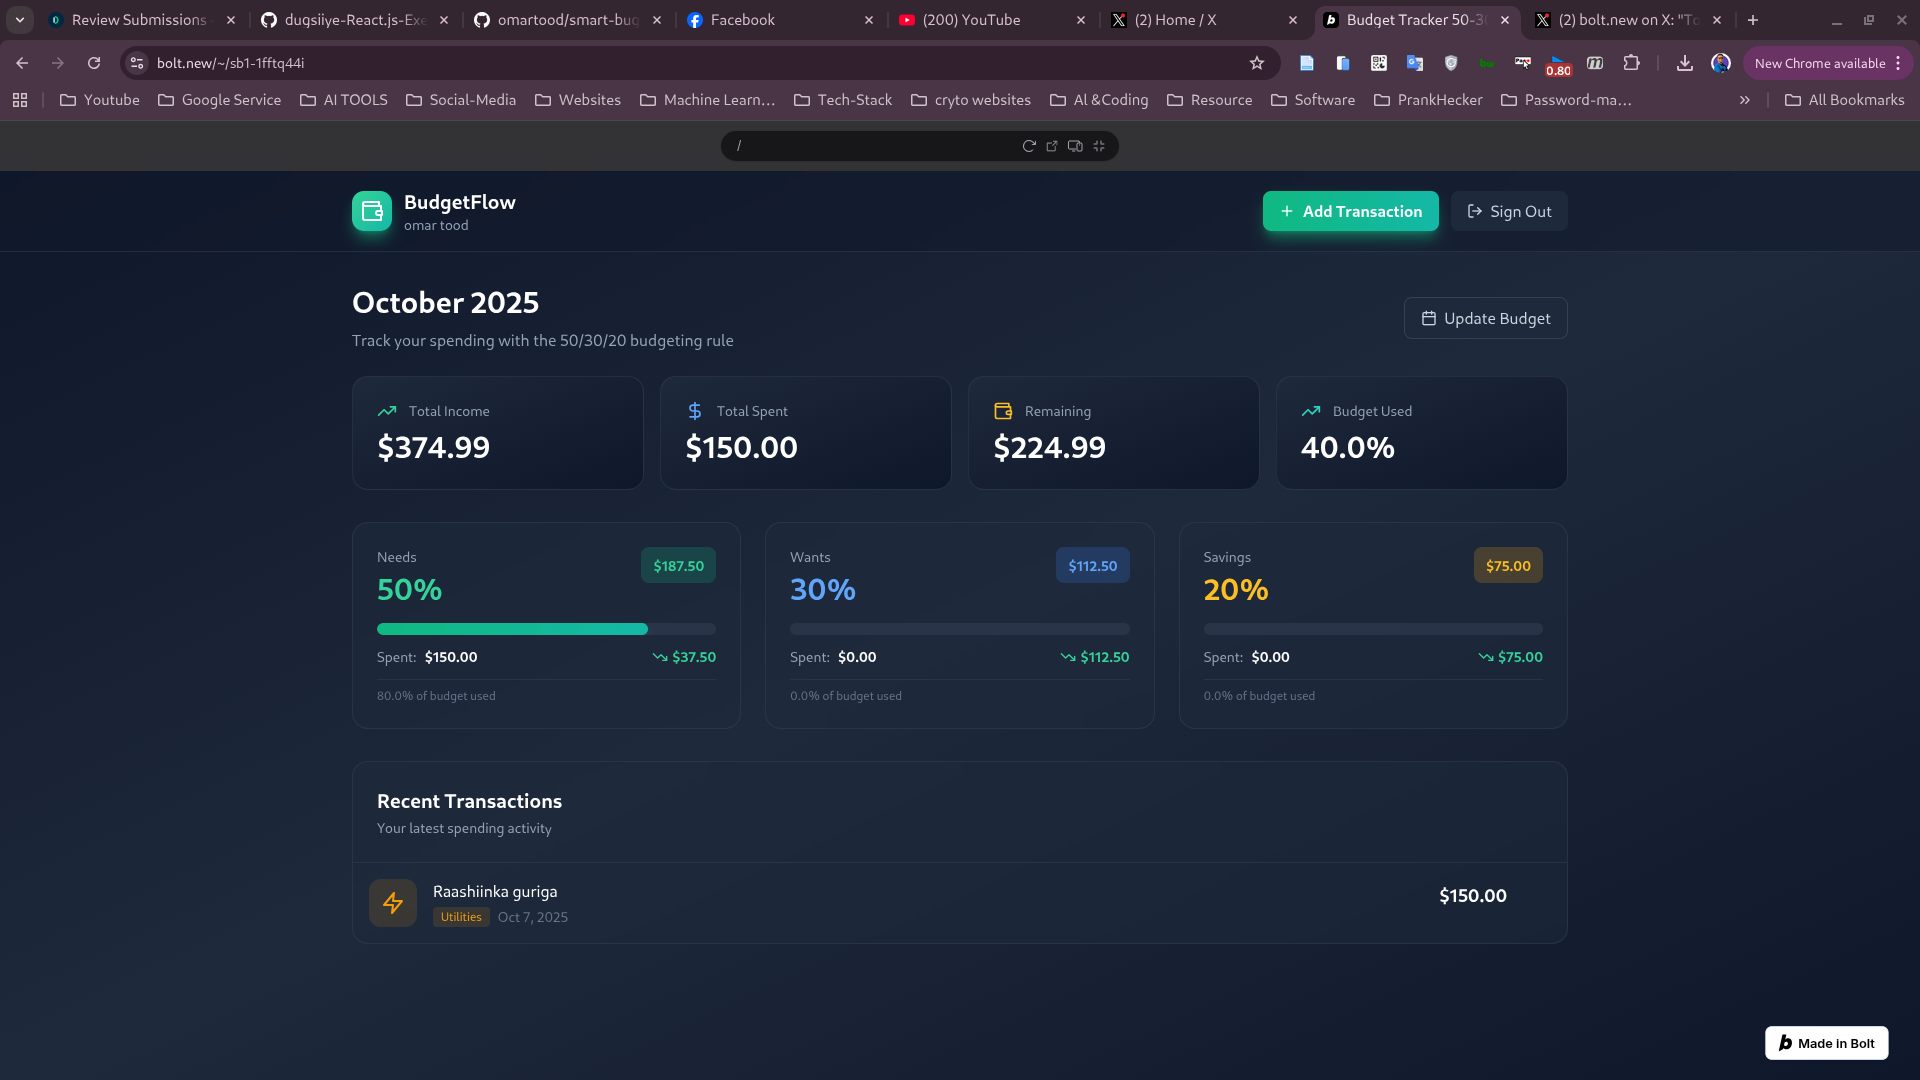 Review Submissions
dugsiiye-React.js-Exe
omartood/smart-bug
Facebook
(200) YouTube
(2) Home / X
Budget Tracker 50-30
(2) bolt.new on X: "To
bolt.new/~/sb1-1fftq44i
0.80
New Chrome available
Youtube
Google Service
AI TOOLS
Social-Media
Websites
Machine Learn...
Tech-Stack
cryto websites
Al &Coding
Resource
Software
PrankHecker
Password-ma...
»
All Bookmarks
/
BudgetFlow
omar tood
+ Add Transaction
Sign Out
October 2025
Track your spending with the 50/30/20 budgeting rule
Update Budget
Total Income
$374.99
Total Spent
$150.00
Remaining
$224.99
Budget Used
40.0%
Needs
50%
$187.50
Spent: $150.00
$37.50
80.0% of budget used
Wants
30%
$112.50
Spent: $0.00
$112.50
0.0% of budget used
Savings
20%
$75.00
Spent: $0.00
$75.00
0.0% of budget used
Recent Transactions
Your latest spending activity
Raashiinka guriga
Utilities Oct 7, 2025
$150.00
b Made in Bolt